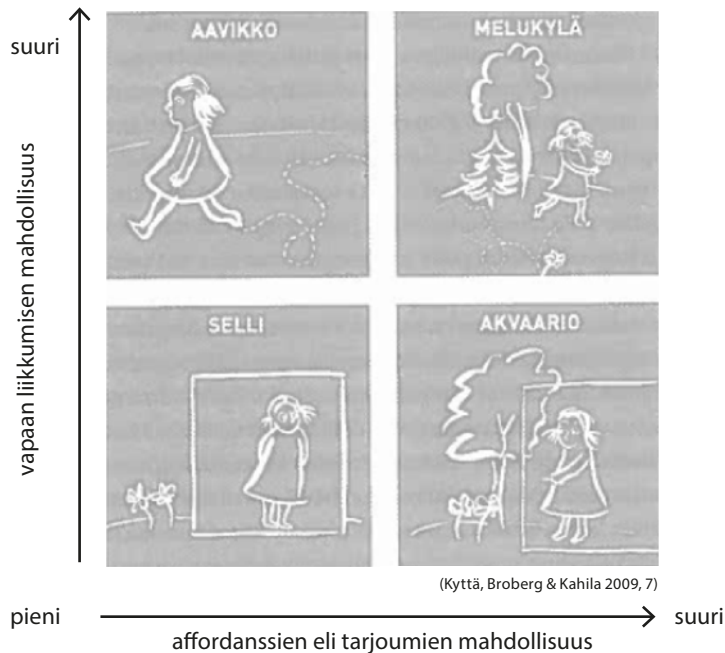 suuri
AAVIKKO
MELUKYLÄ
vapaan liikkumisen mahdollisuus
SELLI
AKVAARIO
(Kyttä, Broberg & Kahila 2009, 7)
pieni
suuri
affordanssien eli tarjoumien mahdollisuus